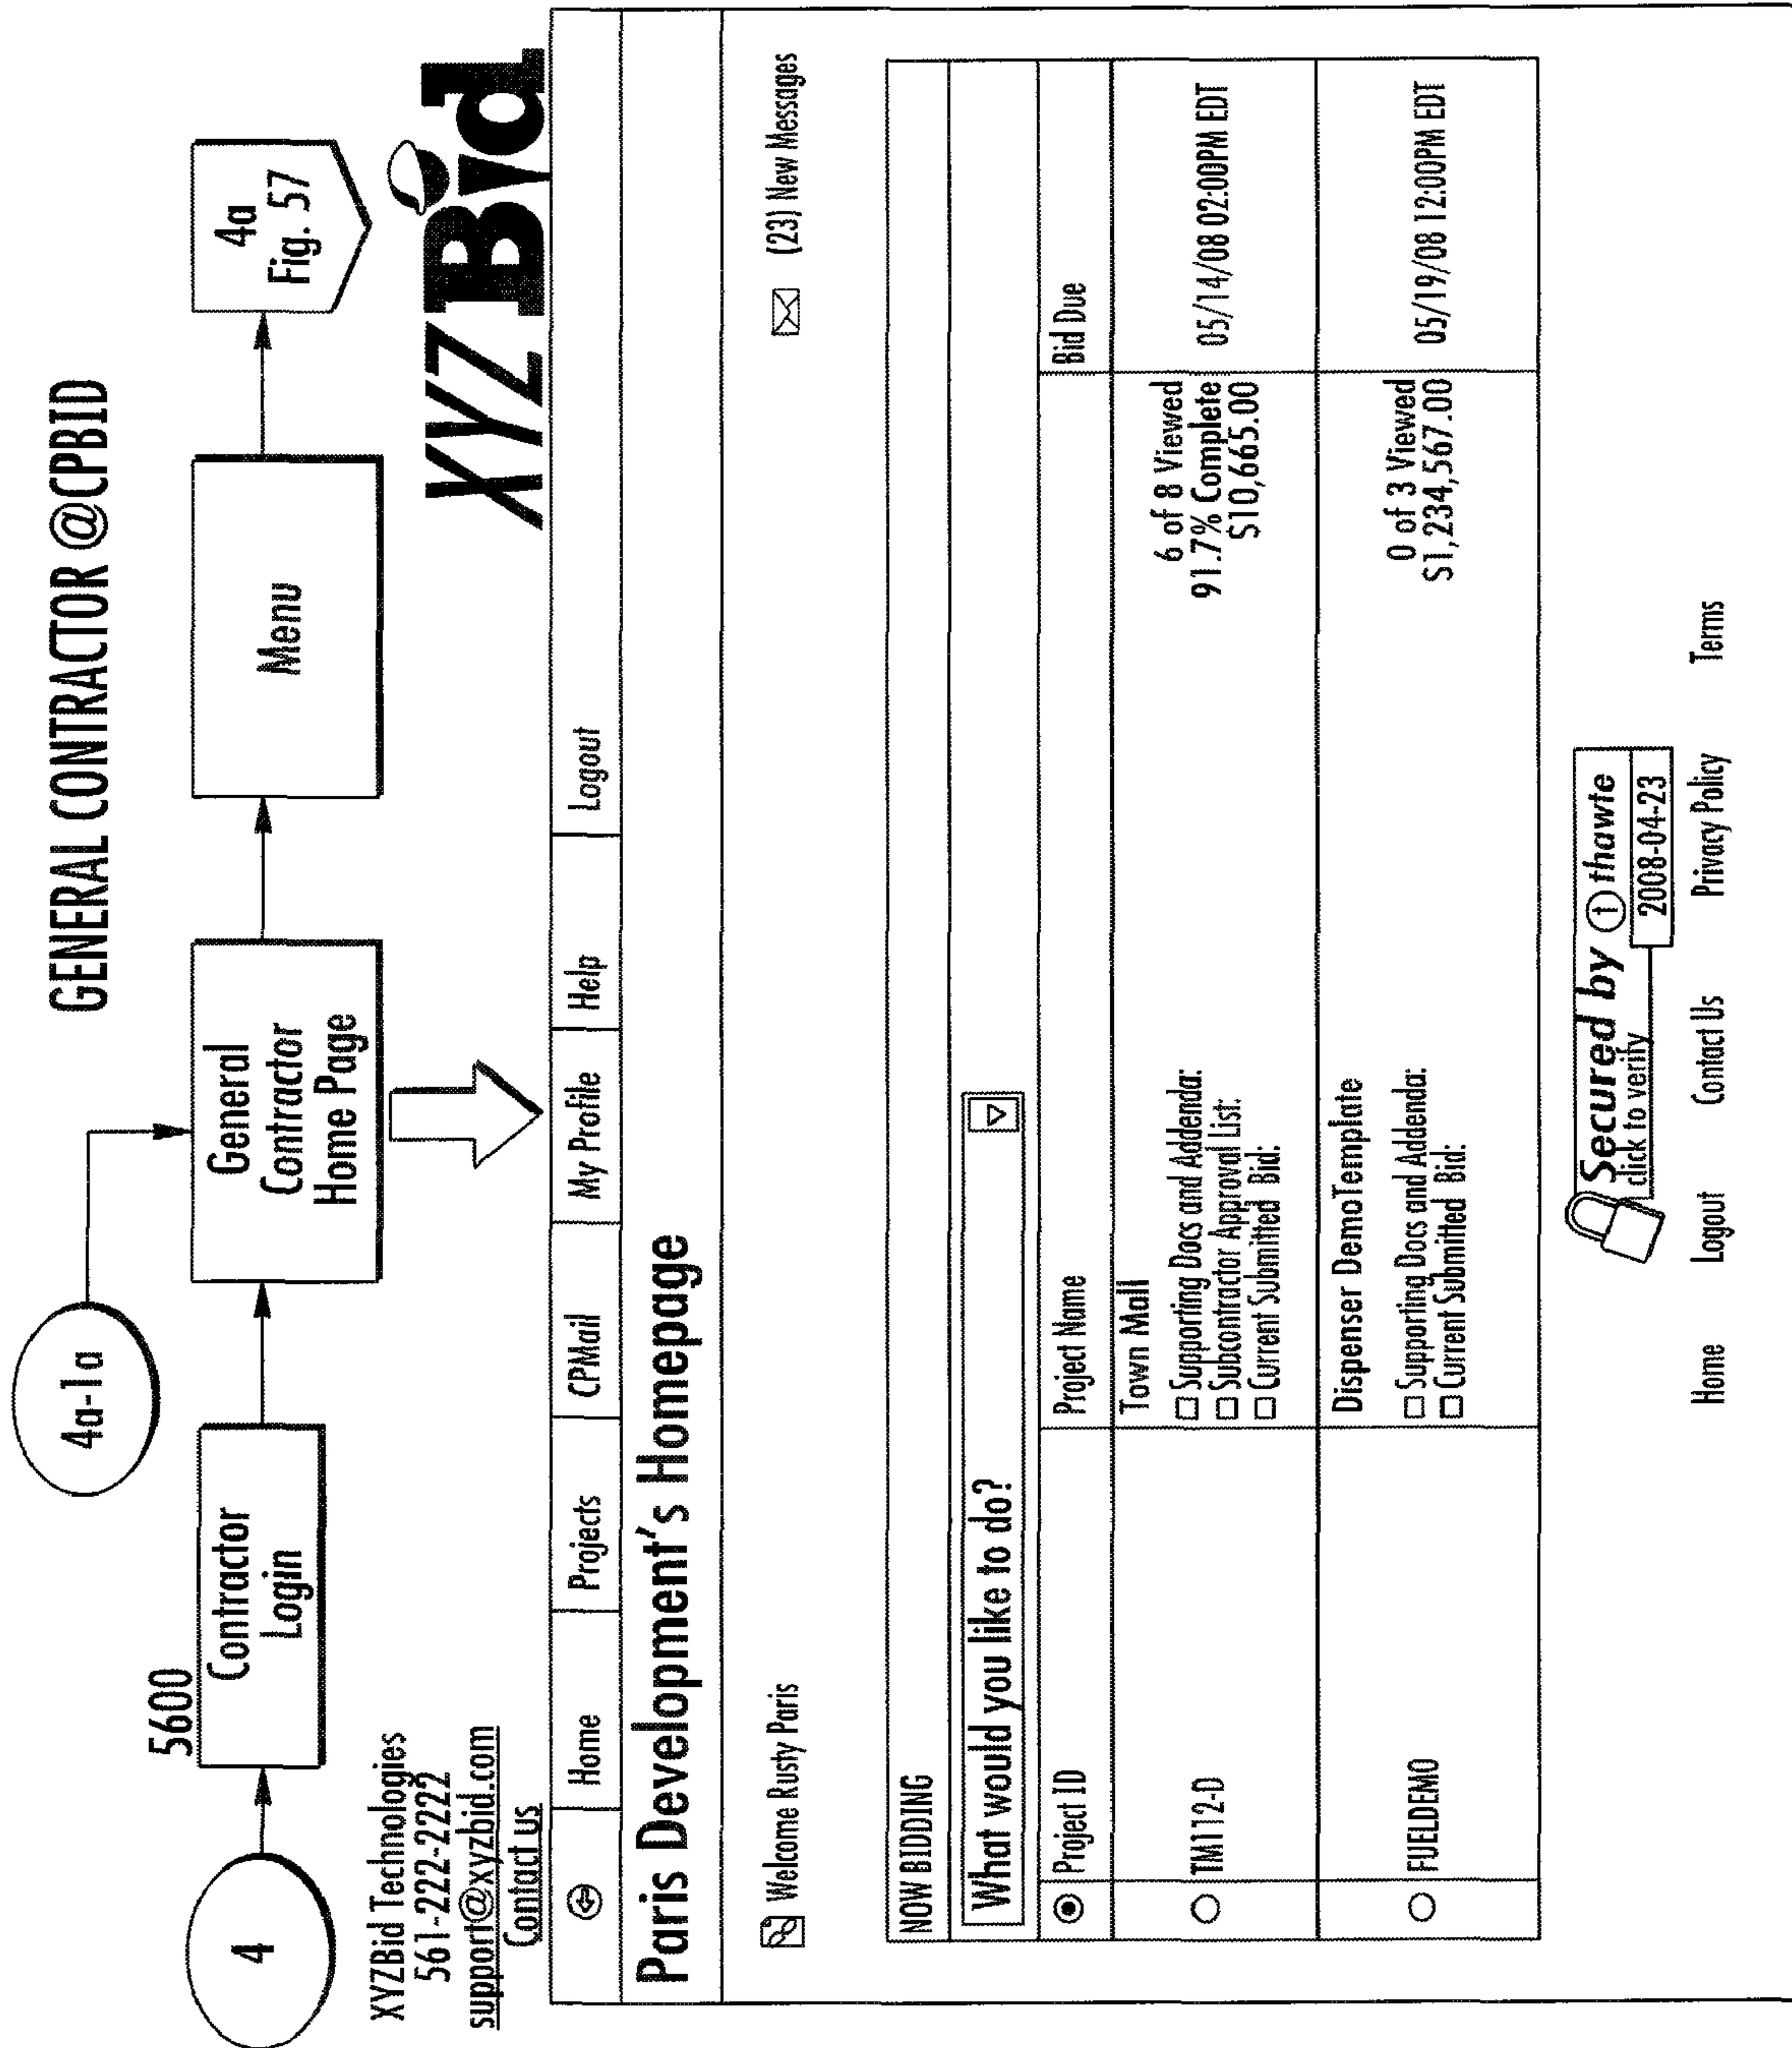 GENERAL CONTRACTOR @CPBID
4a-1a
4
5600
Contractor
Login
General
Contractor
Home Page
Menu
4a
Fig. 57
XYZBid Technologies
561-222-2222
support@xyzbid.com
Contact us
XYZ Bid
Home Projects CPMail My Profile Help Logout
Paris Development's Homepage
Welcome Rusty Paris (23) New Messages
NOW BIDDING
What would you like to do?
Project ID Project Name Bid Due
TM112-D
Town Mall
Supporting Docs and Addenda: 6 of 8 Viewed
Subcontractor Approval List: 91.7% Complete
Current Submitted Bid: $10,665.00
05/14/08 02:00PM EDT
FUELDEMO
Dispenser DemoTemplate
Supporting Docs and Addenda: 0 of 3 Viewed
Current Submitted Bid: $1,234,567.00
05/19/08 12:00PM EDT
Secured by thawte
click to verify 2008-04-23
Home Logout Contact Us Privacy Policy Terms